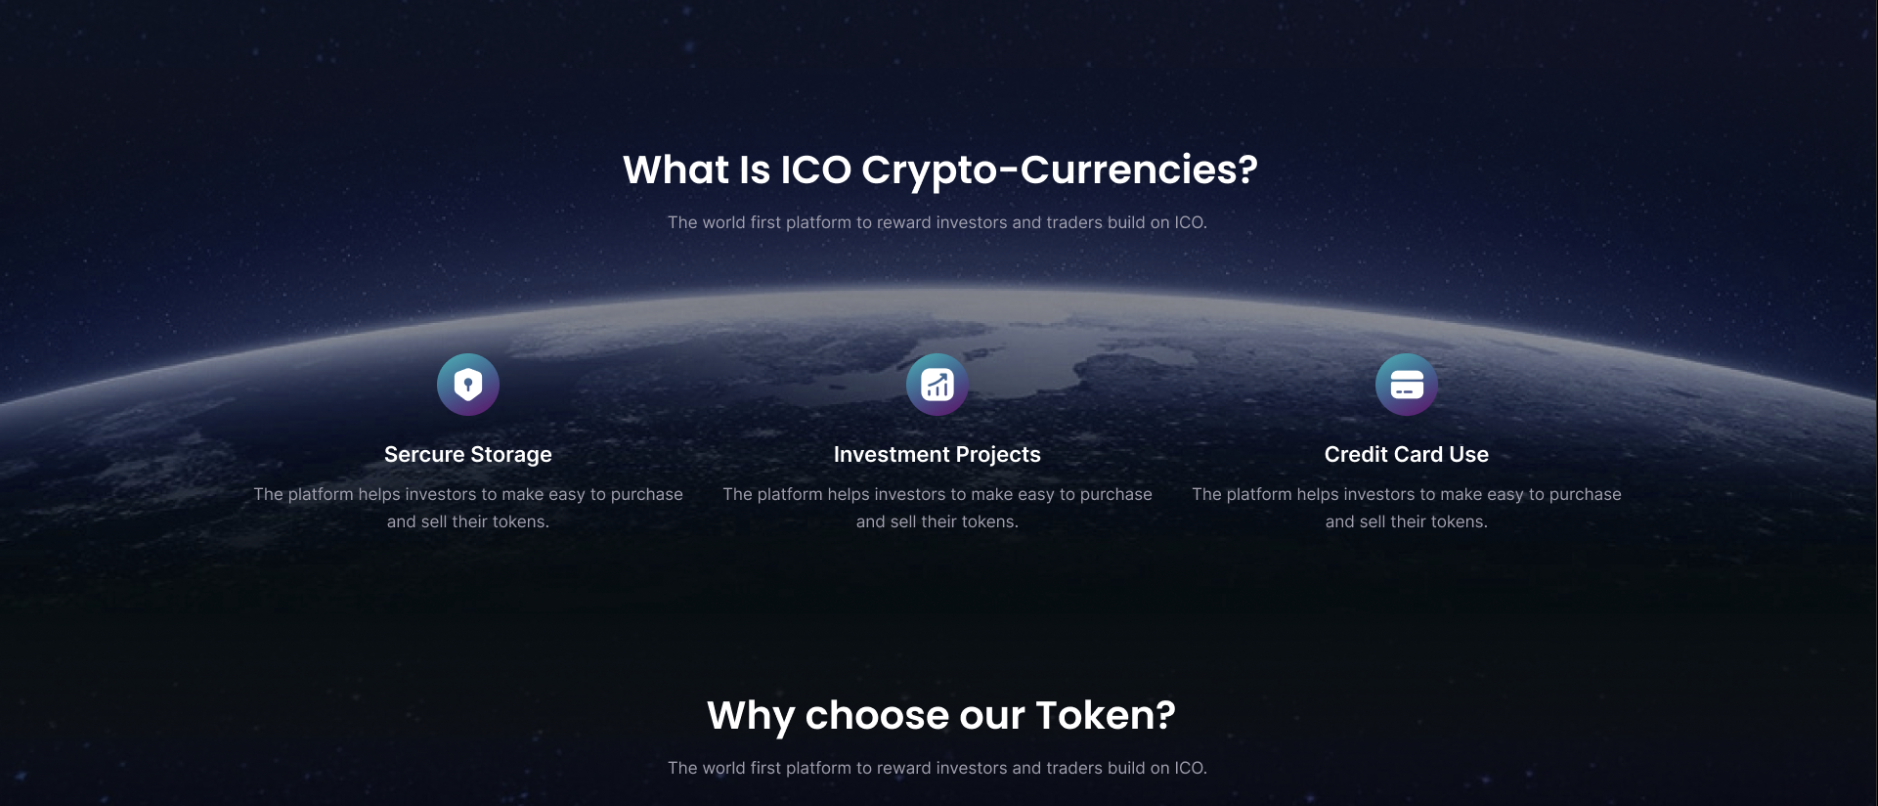 What Is ICO Crypto-Currencies?
The world first platform to reward investors and traders build on ICO.
Sercure Storage
The platform helps investors to make easy to purchase
and sell their tokens.
Investment Projects
The platform helps investors to make easy to purchase
and sell their tokens.
Credit Card Use
The platform helps investors to make easy to purchase
and sell their tokens.
Why choose our Token?
The world first platform to reward investors and traders build on ICO.